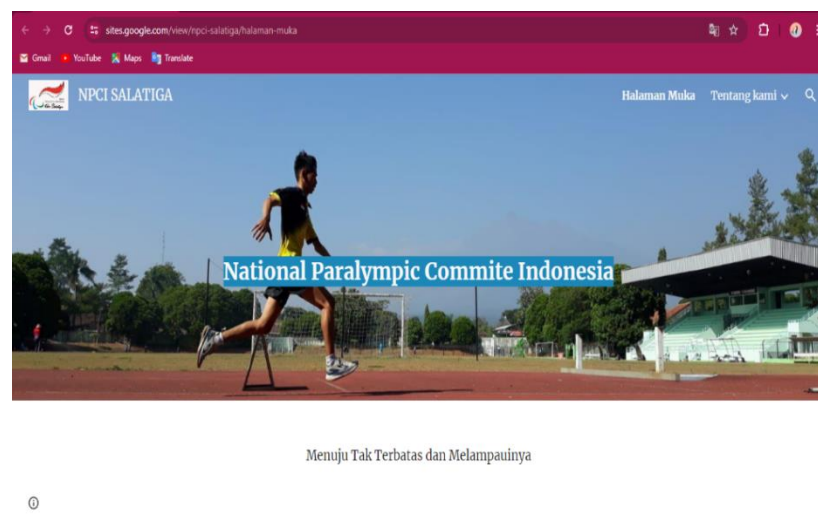 sites.google.com/view/npci-salatiga/halaman-muka
Gmail YouTube Maps Translate
NPCI SALATIGA Halaman Muka Tentang kami
National Paralympic Commite Indonesia
Menuju Tak Terbatas dan Melampauinya